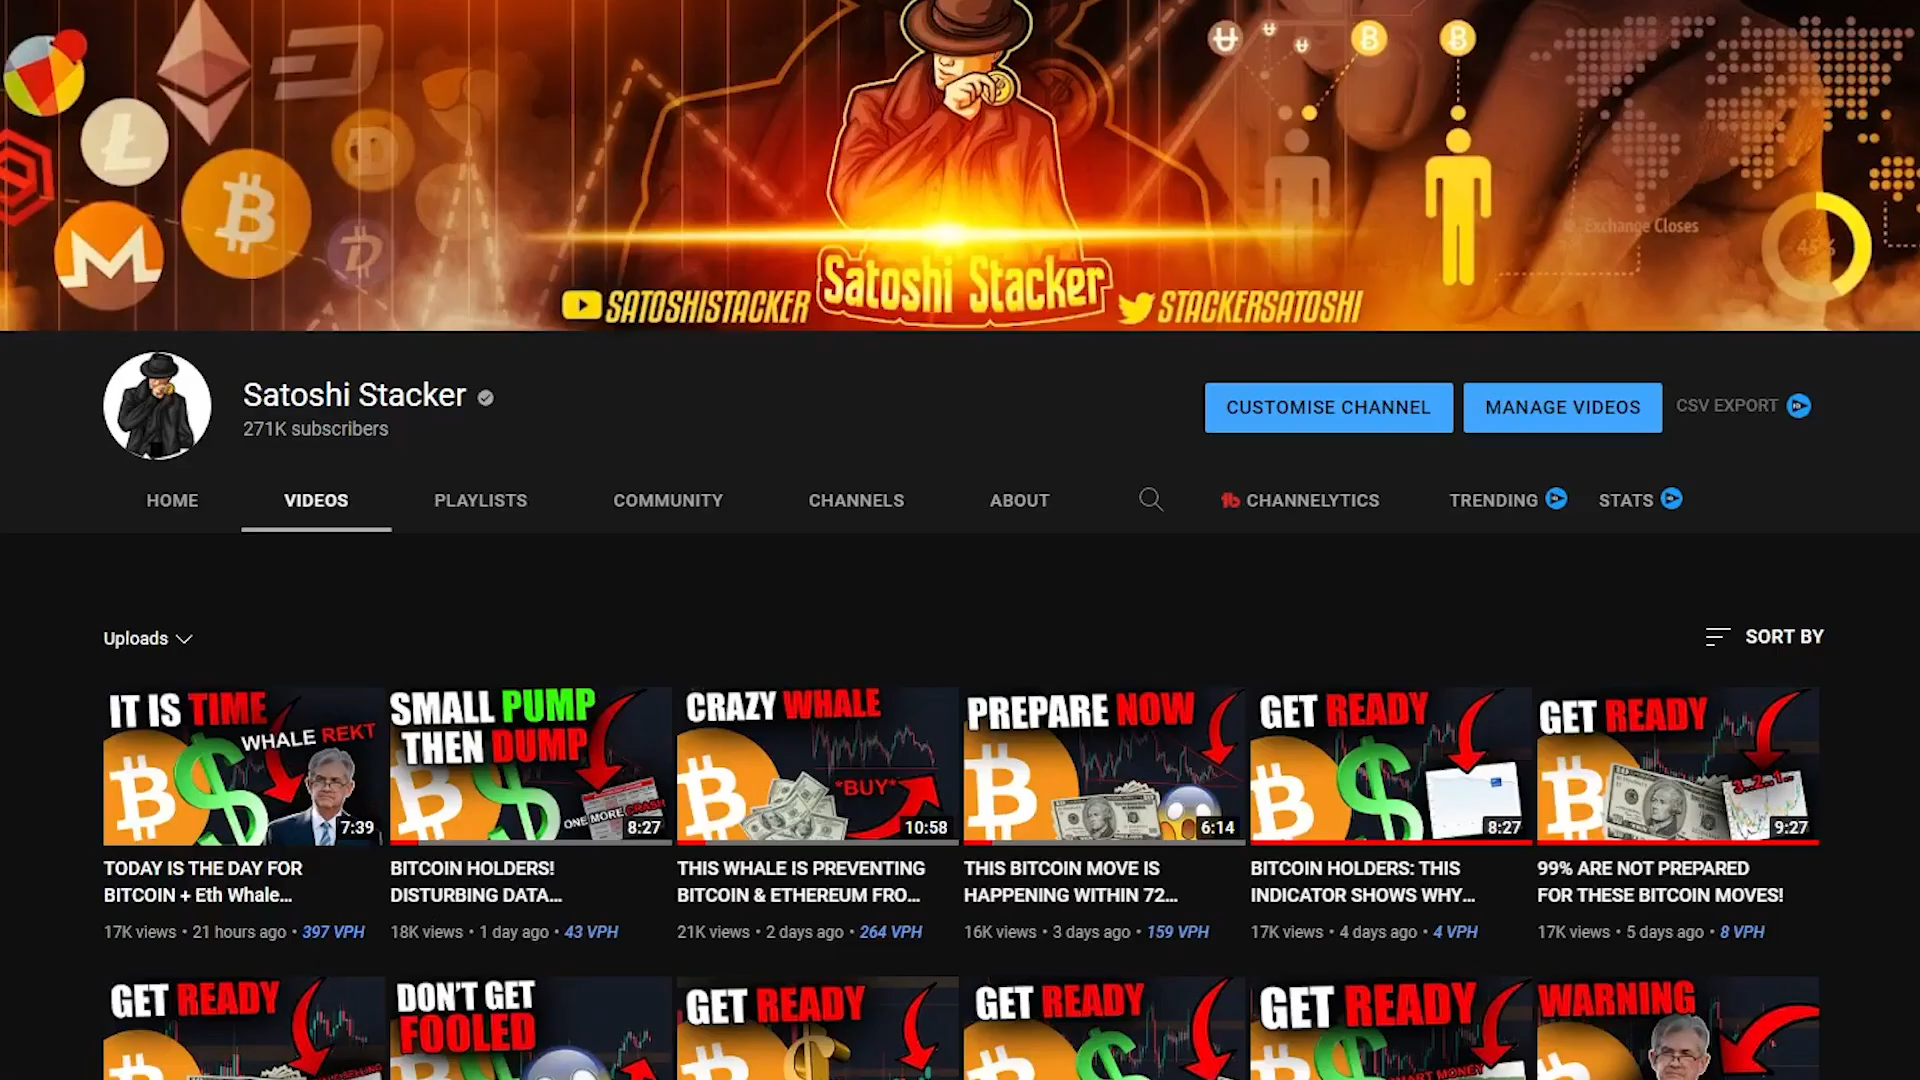 Exchange Closes
45%
Satoshi Stacker
SATOSHISTACKER
STACKERSATOSHI
Satoshi Stacker
271K subscribers
CUSTOMISE CHANNEL
MANAGE VIDEOS
CSV EXPORT
HOME
VIDEOS
PLAYLISTS
COMMUNITY
CHANNELS
ABOUT
CHANNELYTICS
TRENDING
STATS
Uploads
SORT BY
IT IS TIME
WHALE REKT
7:39
SMALL PUMP
THEN DUMP
ONE MORE CRASH
8:27
CRAZY WHALE
*BUY*
10:58
PREPARE NOW
6:14
GET READY
8:27
GET READY
3..2..1..
9:27
TODAY IS THE DAY FOR
BITCOIN + Eth Whale...
17K views • 21 hours ago • 397 VPH
BITCOIN HOLDERS!
DISTURBING DATA...
18K views • 1 day ago • 43 VPH
THIS WHALE IS PREVENTING
BITCOIN & ETHEREUM FRO...
21K views • 2 days ago • 264 VPH
THIS BITCOIN MOVE IS
HAPPENING WITHIN 72...
16K views • 3 days ago • 159 VPH
BITCOIN HOLDERS: THIS
INDICATOR SHOWS WHY...
17K views • 4 days ago • 4 VPH
99% ARE NOT PREPARED
FOR THESE BITCOIN MOVES!
17K views • 5 days ago • 8 VPH
GET READY
DON'T GET
FOOLED
GET READY
GET READY
GET READY
SMART MONEY
WARNING